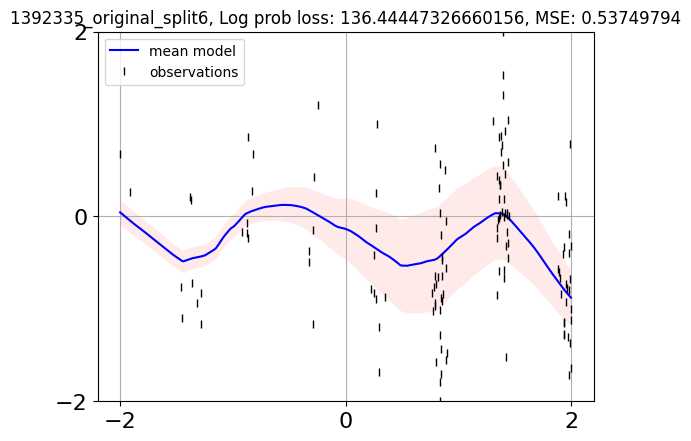 1392335_original_split6, Log prob loss: 136.44447326660156, MSE: 0.53749794
2
mean model
observations
0
−2
−2
0
2